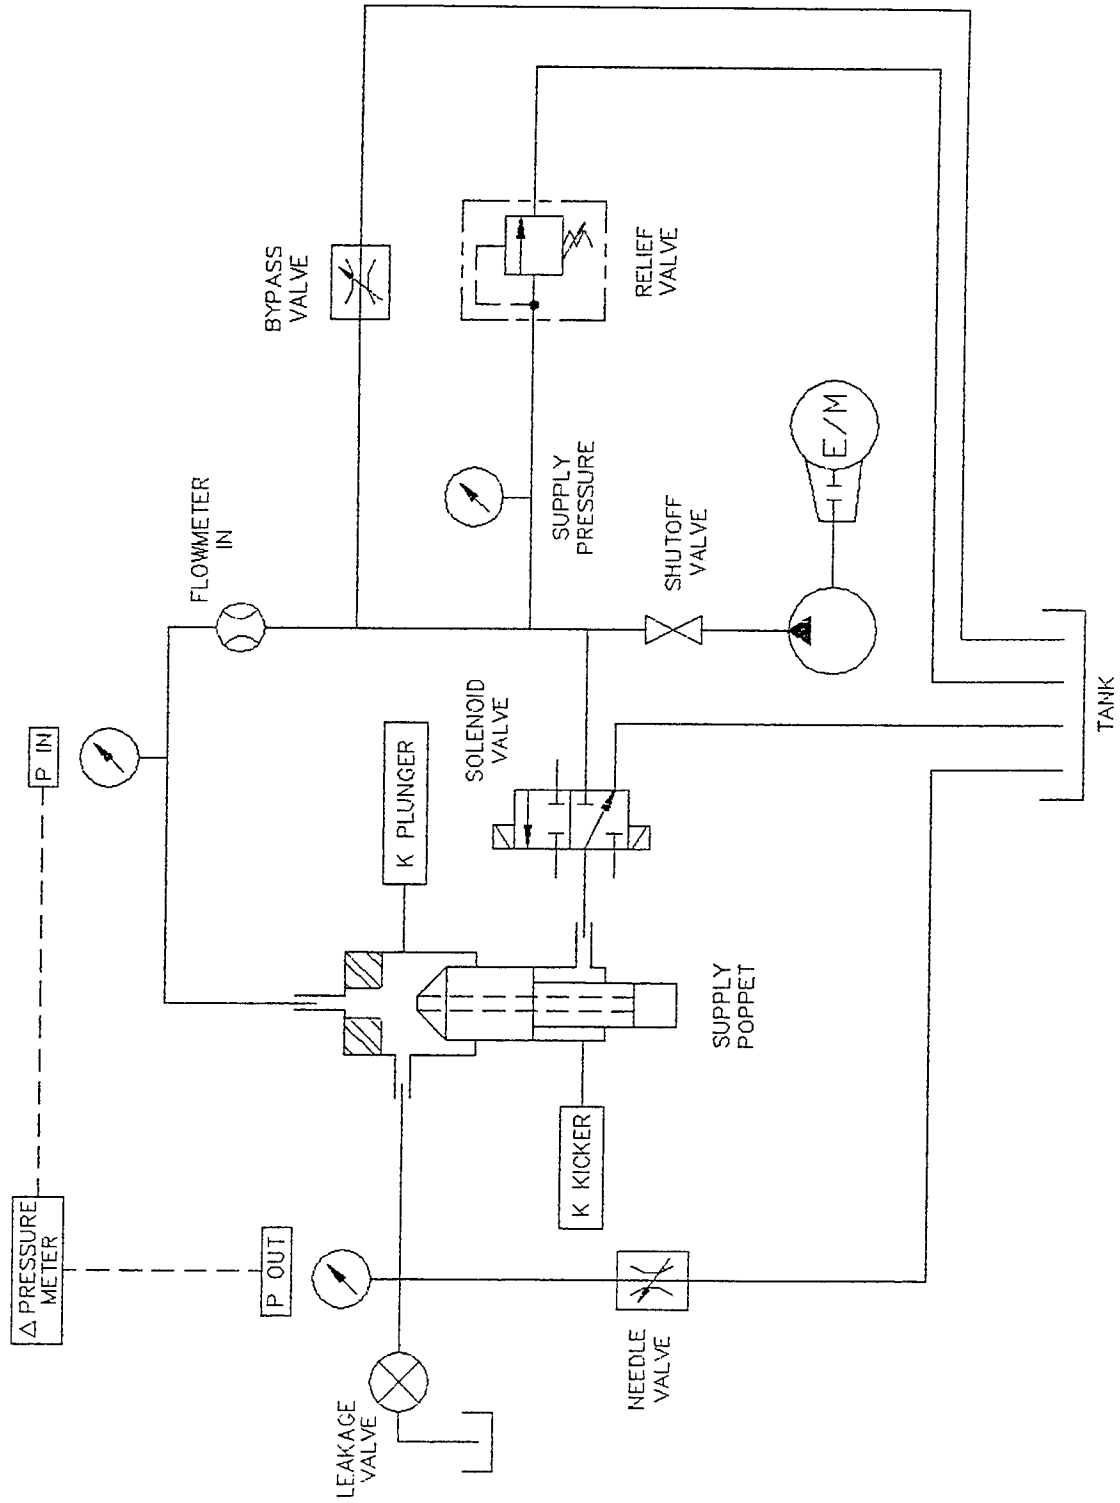 Δ PRESSURE
METER
P IN
P OUT
FLOWMETER
IN
BYPASS
VALVE
LEAKAGE
VALVE
K PLUNGER
SOLENOID
VALVE
SUPPLY
PRESSURE
RELIEF
VALVE
K KICKER
NEEDLE
VALVE
SUPPLY
POPPET
SHUTOFF
VALVE
E/M
TANK